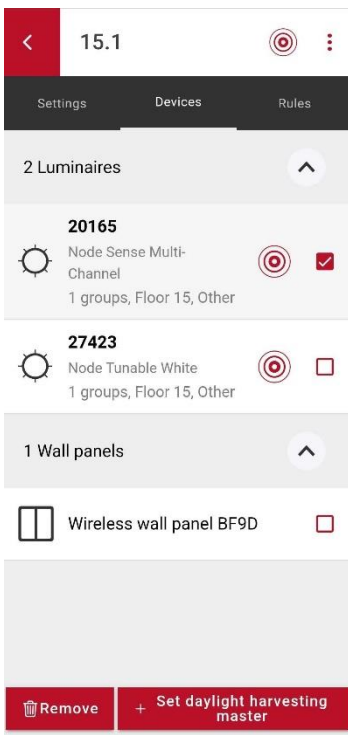 15.1
Settings
Devices
Rules
2 Luminaires
20165
Node Sense Multi-
Channel
1 groups, Floor 15, Other
27423
Node Tunable White
1 groups, Floor 15, Other
1 Wall panels
Wireless wall panel BF9D
Remove
+ Set daylight harvesting
master